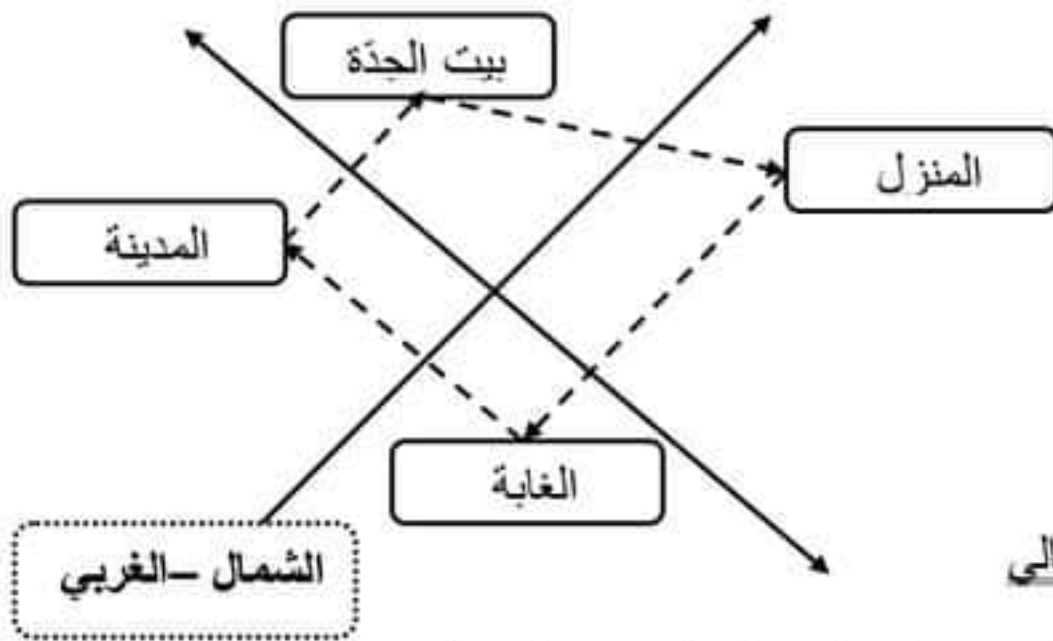 بيت الجدّة
المنزل
المدينة
الغابة
الشمال –الغربي